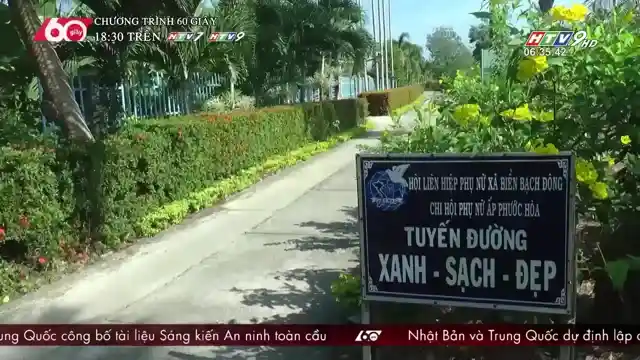 60 giây
CHƯƠNG TRÌNH 60 GIÂY
18:30 TRÊN HTV7 HTV9
HTV9 HD
06:35:42
HỘI LIÊN HIỆP PHỤ NỮ XÃ BIỂN BẠCH ĐÔNG
CHI HỘI PHỤ NỮ ẤP PHƯỚC HÒA
TUYẾN ĐƯỜNG
XANH - SẠCH - ĐẸP
rung Quốc công bố tài liệu Sáng kiến An ninh toàn cầu 60 Nhật Bản và Trung Quốc dự định lập